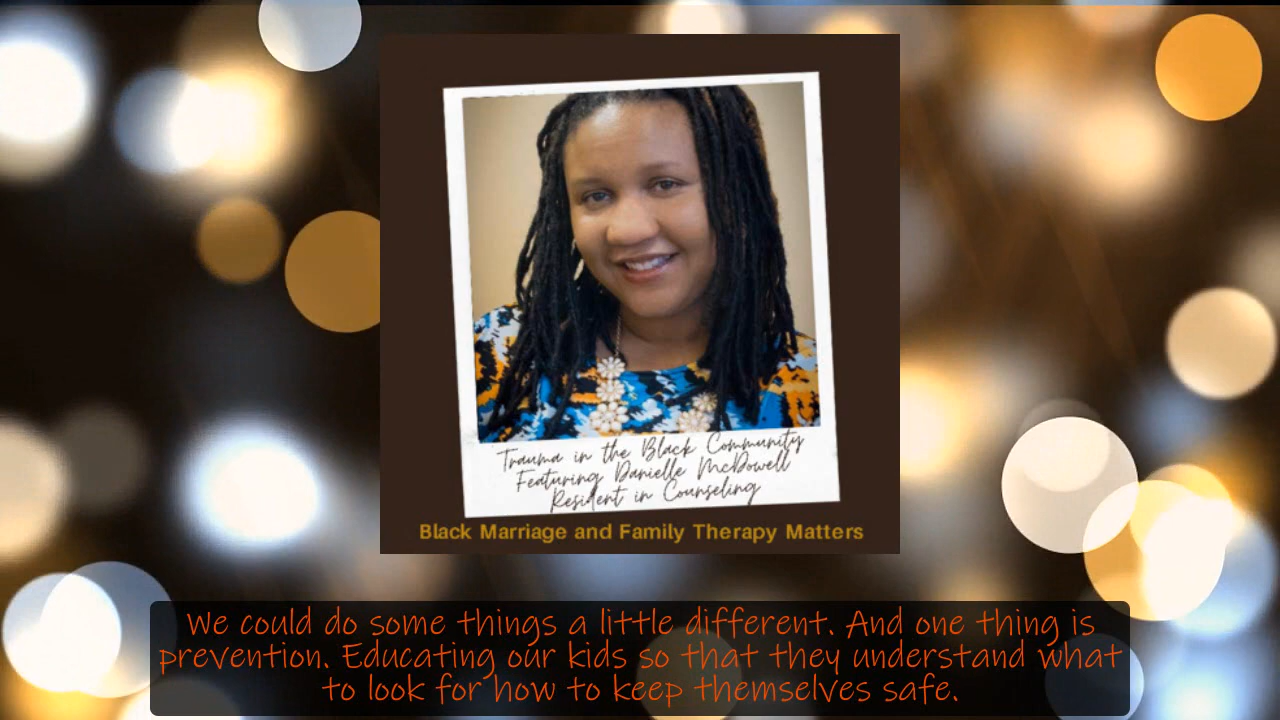 Trauma in the Black Community
Featuring Danielle McDowell
Resident in Counseling
Black Marriage and Family Therapy Matters
We could do some things a little different. And one thing is
prevention. Educating our kids so that they understand what
to look for how to keep themselves safe.